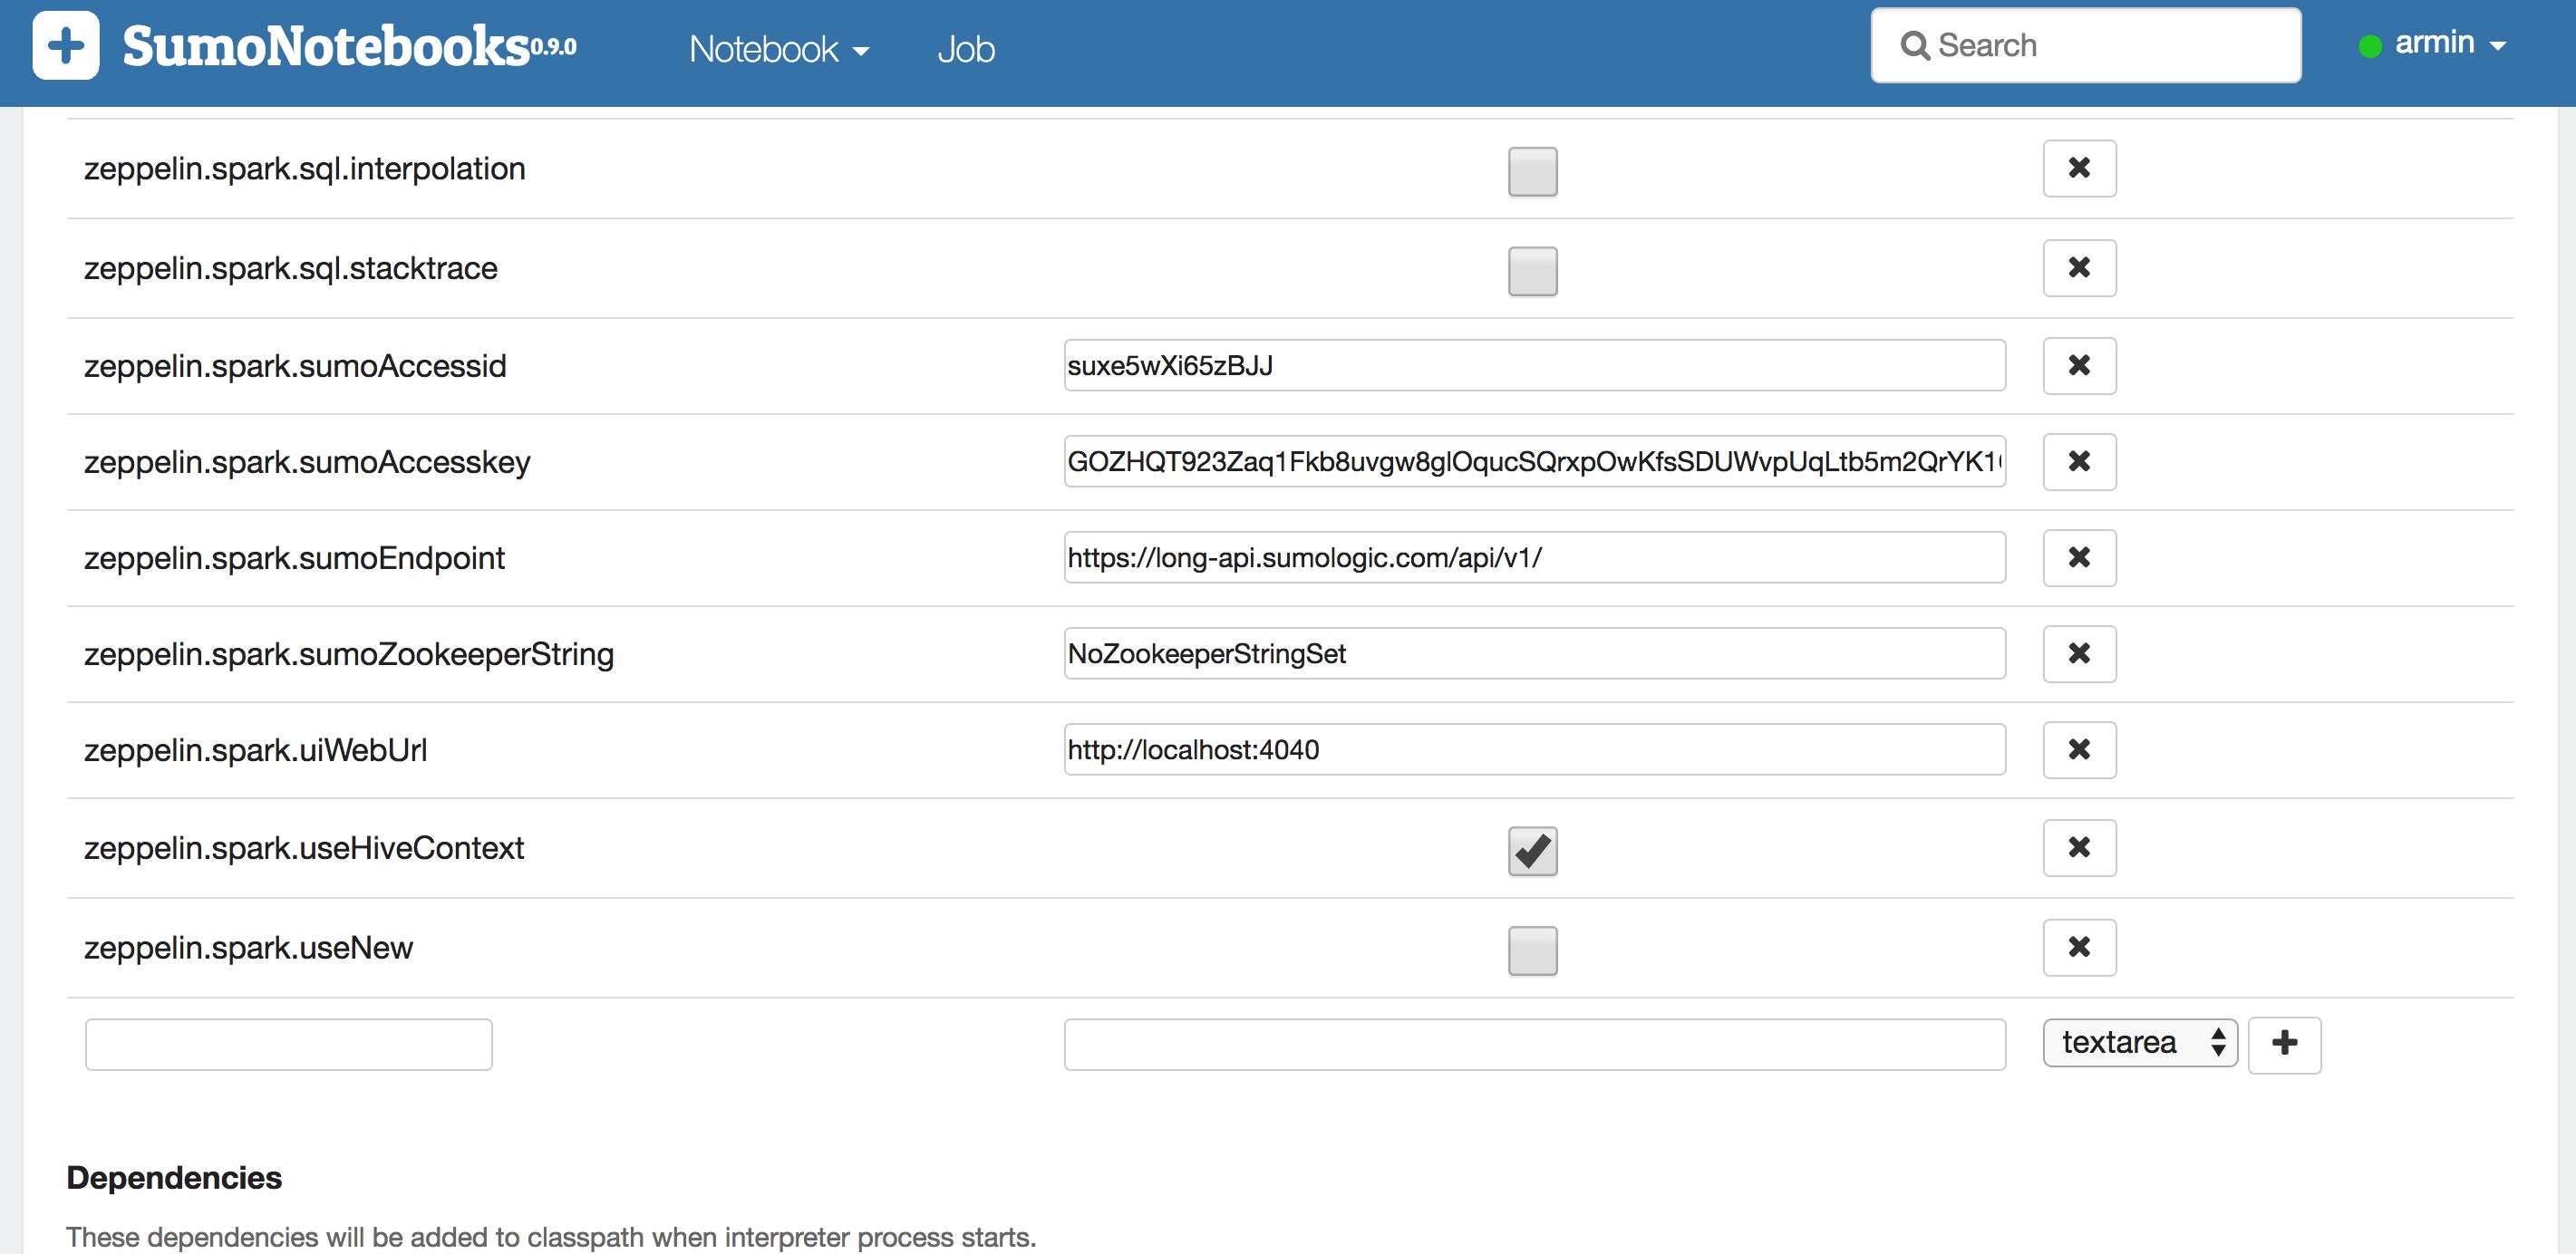 SumoNotebooks 0.9.0 Notebook Job Search armin
zeppelin.spark.sql.interpolation
zeppelin.spark.sql.stacktrace
zeppelin.spark.sumoAccessid suxe5wXi65zBJJ
zeppelin.spark.sumoAccesskey GOZHQT923Zaq1Fkb8uvgw8glOqucSQrxpOwKfsSDUWvpUqLtb5m2QrYK1
zeppelin.spark.sumoEndpoint https://long-api.sumologic.com/api/v1/
zeppelin.spark.sumoZookeeperString NoZookeeperStringSet
zeppelin.spark.uiWebUrl http://localhost:4040
zeppelin.spark.useHiveContext
zeppelin.spark.useNew
textarea
Dependencies
These dependencies will be added to classpath when interpreter process starts.